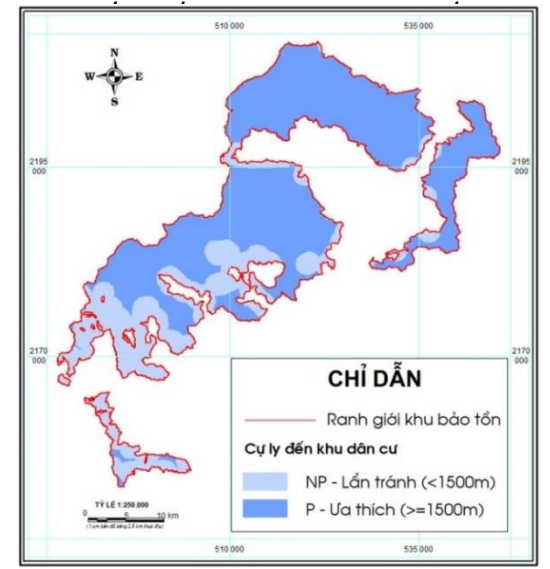 510 000 535 000
N
W E
S
2195 000 2195 000
2170 000 2170 000
CHỈ DẪN
Ranh giới khu bảo tồn
Cự ly đến khu dân cư
NP - Lẩn tránh (<1500m)
P - Ưa thích (>=1500m)
TỶ LỆ 1:250.000
0 5 10 km
510 000 535 000